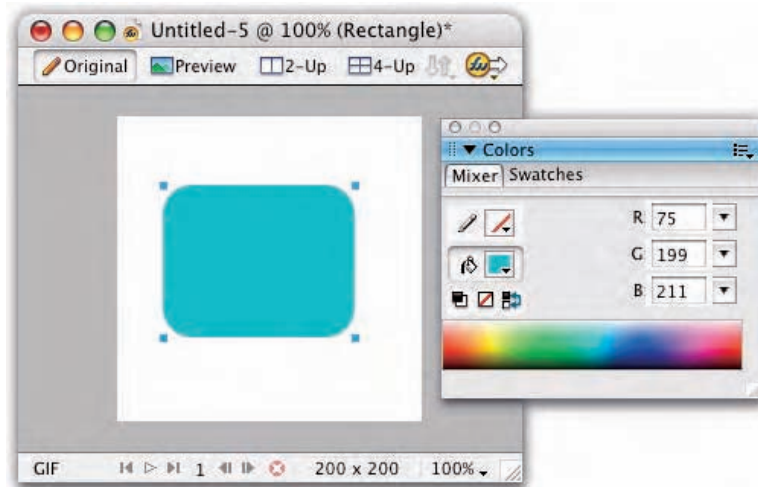 Untitled-5 @ 100% (Rectangle)*
Original Preview 2-Up 4-Up
Colors
Mixer Swatches
R 75
G 199
B 211
GIF 1 200 x 200 100%